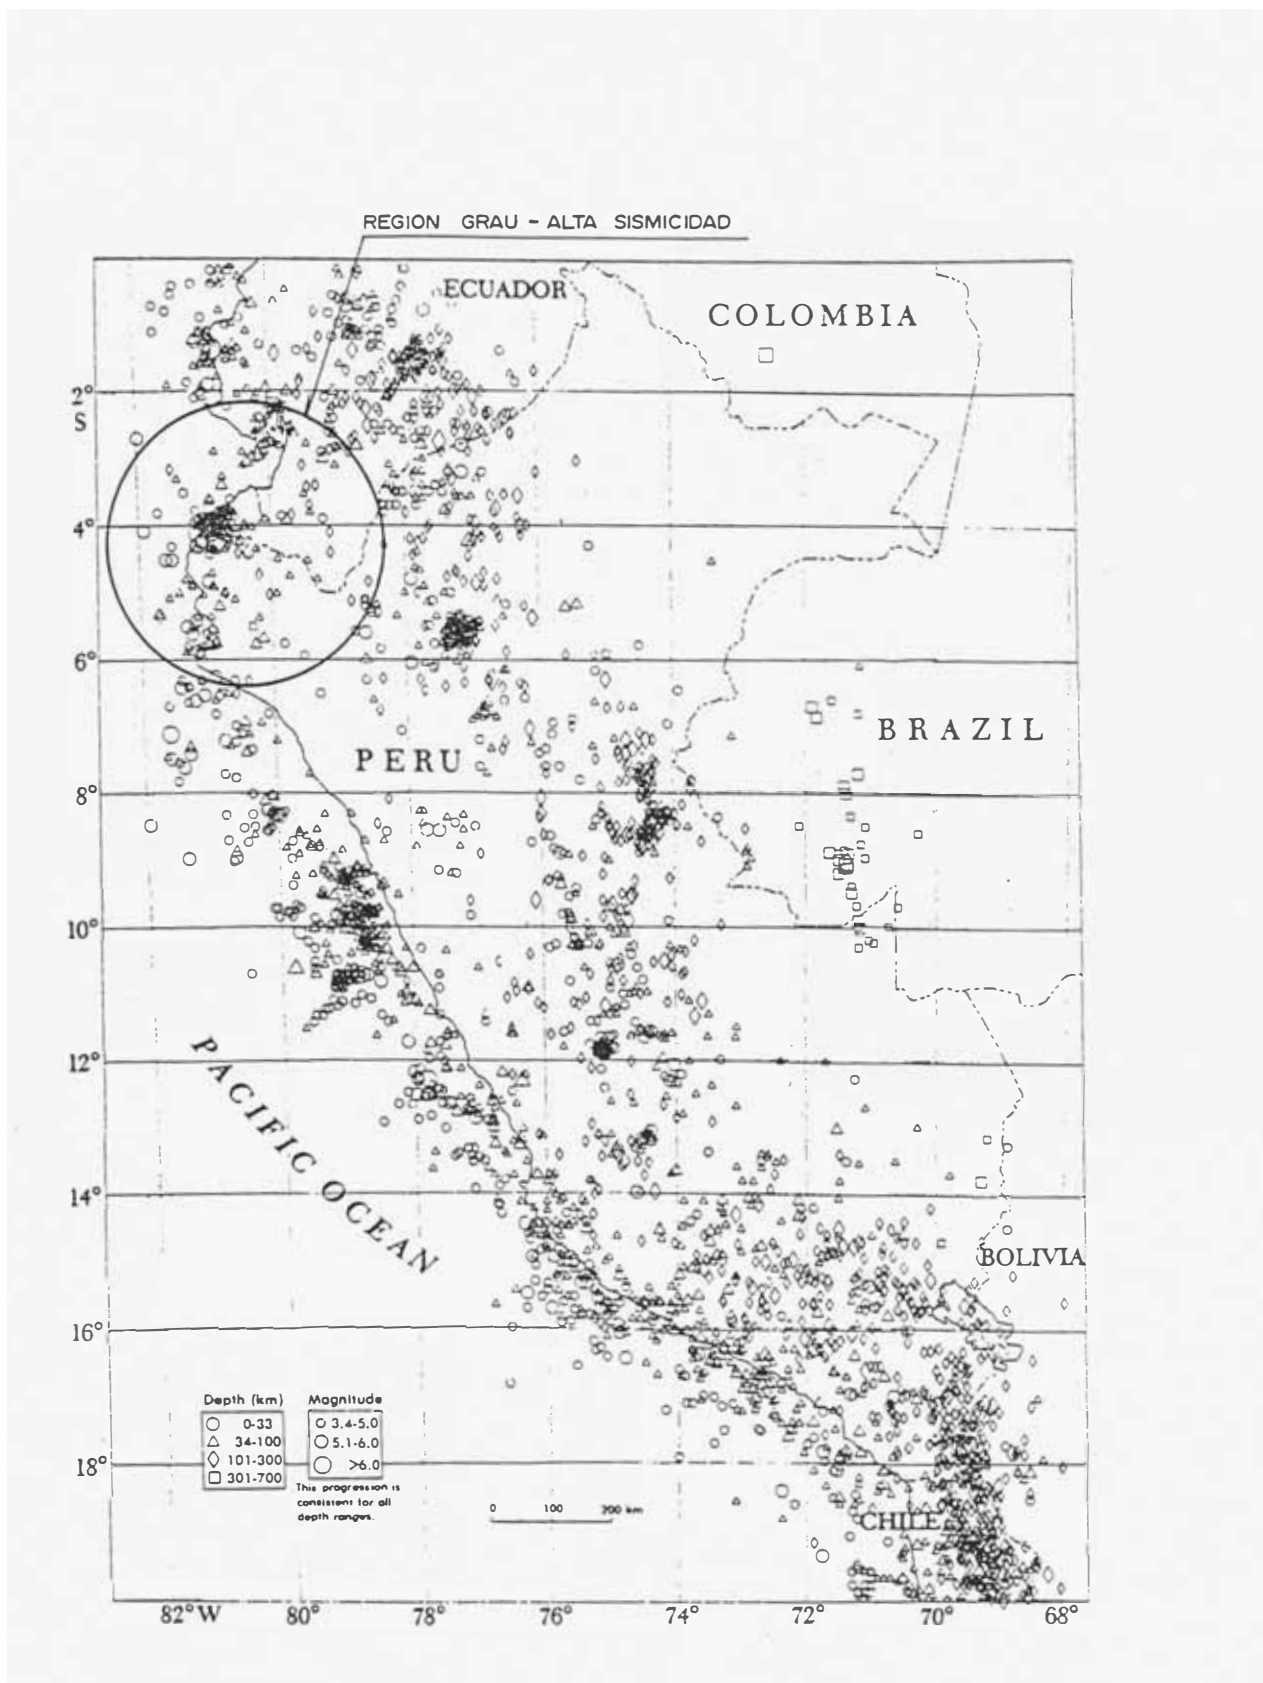 REGION GRAU - ALTA SISMICIDAD
ECUADOR
COLOMBIA
2°
S
4°
6°
BRAZIL
PERU
8°
10°
12°
PACIFIC OCEAN
14°
BOLIVIA
16°
Depth (km)
0-33
34-100
101-300
301-700
Magnitude
3.4-5.0
5.1-6.0
>6.0
This progression is
consistent for all
depth ranges.
18°
0 100 200 km
CHILE
82°W 80° 78° 76° 74° 72° 70° 68°